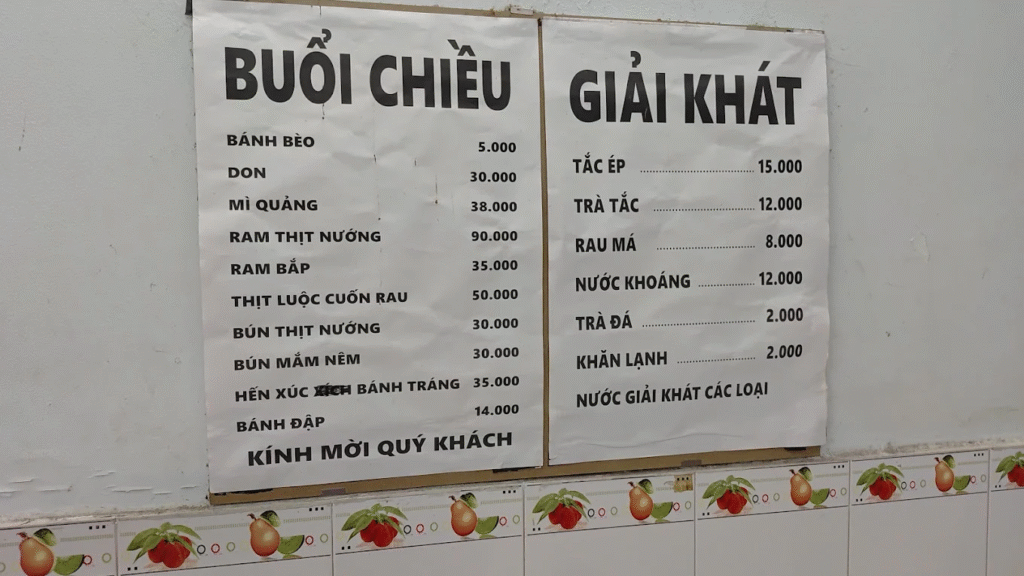 BUỔI CHIỀU
BÁNH BÈO 5.000
DON 30.000
MÌ QUẢNG 38.000
RAM THỊT NƯỚNG 90.000
RAM BẮP 35.000
THỊT LUỘC CUỐN RAU 50.000
BÚN THỊT NƯỚNG 30.000
BÚN MẮM NÊM 30.000
HẾN XÚC BÁNH TRÁNG 35.000
BÁNH ĐẬP 14.000
KÍNH MỜI QUÝ KHÁCH
GIẢI KHÁT
TẮC ÉP 15.000
TRÀ TẮC 12.000
RAU MÁ 8.000
NƯỚC KHOÁNG 12.000
TRÀ ĐÁ 2.000
KHĂN LẠNH 2.000
NƯỚC GIẢI KHÁT CÁC LOẠI